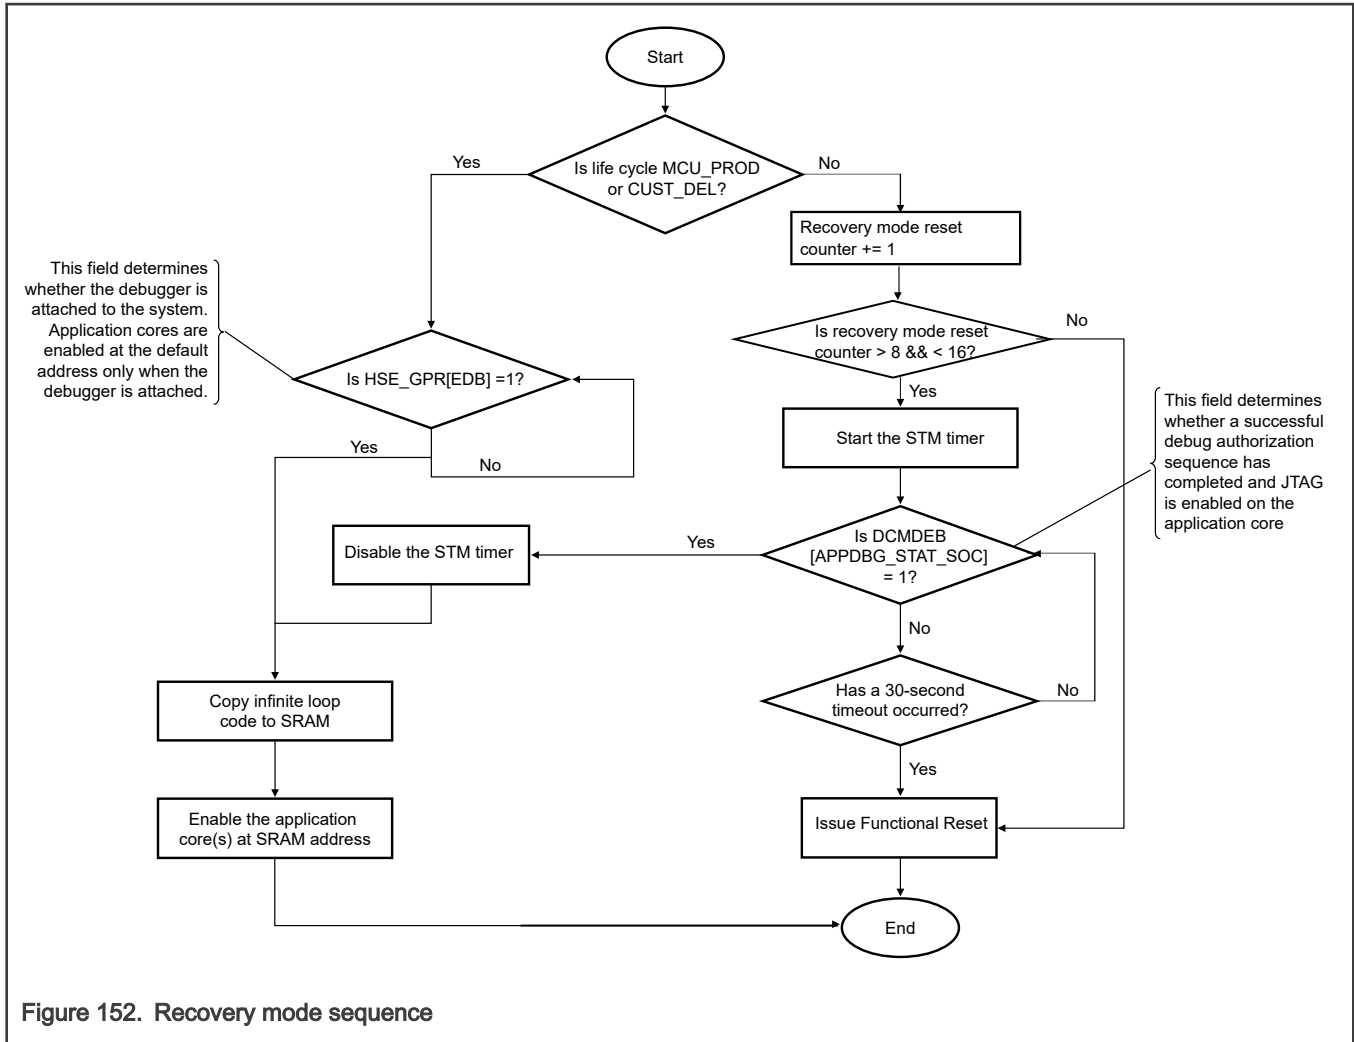 Start
Is life cycle MCU_PROD
or CUST_DEL?
Yes
No
Recovery mode reset
counter += 1
This field determines
whether the debugger is
attached to the system.
Application cores are
enabled at the default
address only when the
debugger is attached.
Is HSE_GPR[EDB] =1?
Yes
No
Is recovery mode reset
counter > 8 && < 16?
No
Yes
Start the STM timer
This field determines
whether a successful
debug authorization
sequence has
completed and JTAG
is enabled on the
application core
Is DCMDEB
[APPDBG_STAT_SOC]
= 1?
Yes
Disable the STM timer
No
Has a 30-second
timeout occurred?
No
Yes
Copy infinite loop
code to SRAM
Enable the application
core(s) at SRAM address
Issue Functional Reset
End
Figure 152. Recovery mode sequence